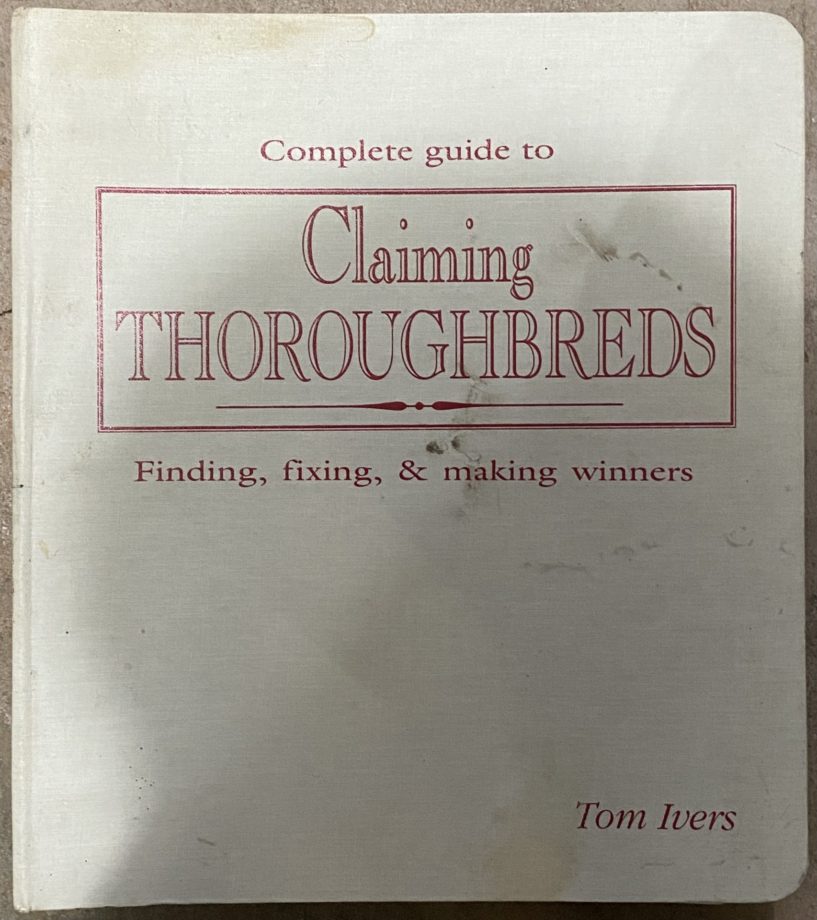 Complete guide to
Claiming
THOROUGHBREDS
Finding, fixing, & making winners
Tom Ivers